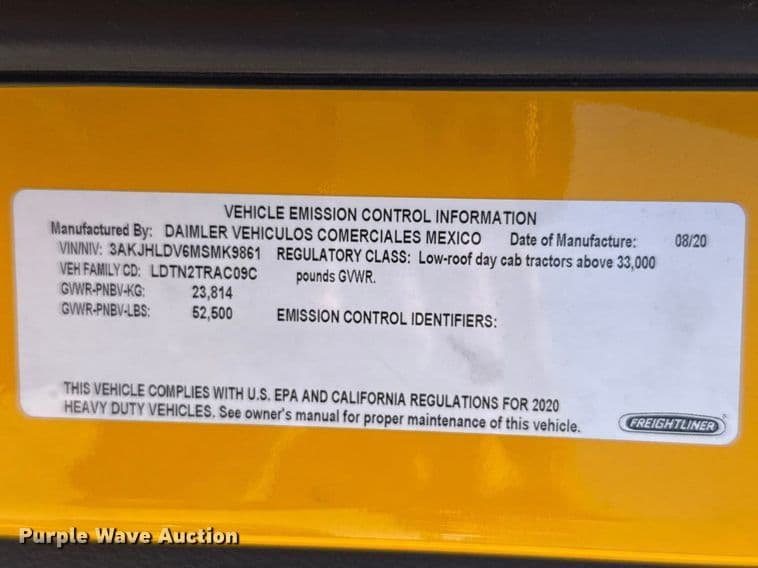 VEHICLE EMISSION CONTROL INFORMATION
Manufactured By: DAIMLER VEHICULOS COMERCIALES MEXICO Date of Manufacture: 08/20
VIN/NIV: 3AKJHLDV6MSMK9861 REGULATORY CLASS: Low-roof day cab tractors above 33,000
VEH FAMILY CD: LDTN2TRAC09C pounds GVWR.
GVWR-PNBV-KG: 23,814
GVWR-PNBV-LBS: 52,500 EMISSION CONTROL IDENTIFIERS:
THIS VEHICLE COMPLIES WITH U.S. EPA AND CALIFORNIA REGULATIONS FOR 2020
HEAVY DUTY VEHICLES. See owner's manual for proper maintenance of this vehicle.
FREIGHTLINER
Purple Wave Auction